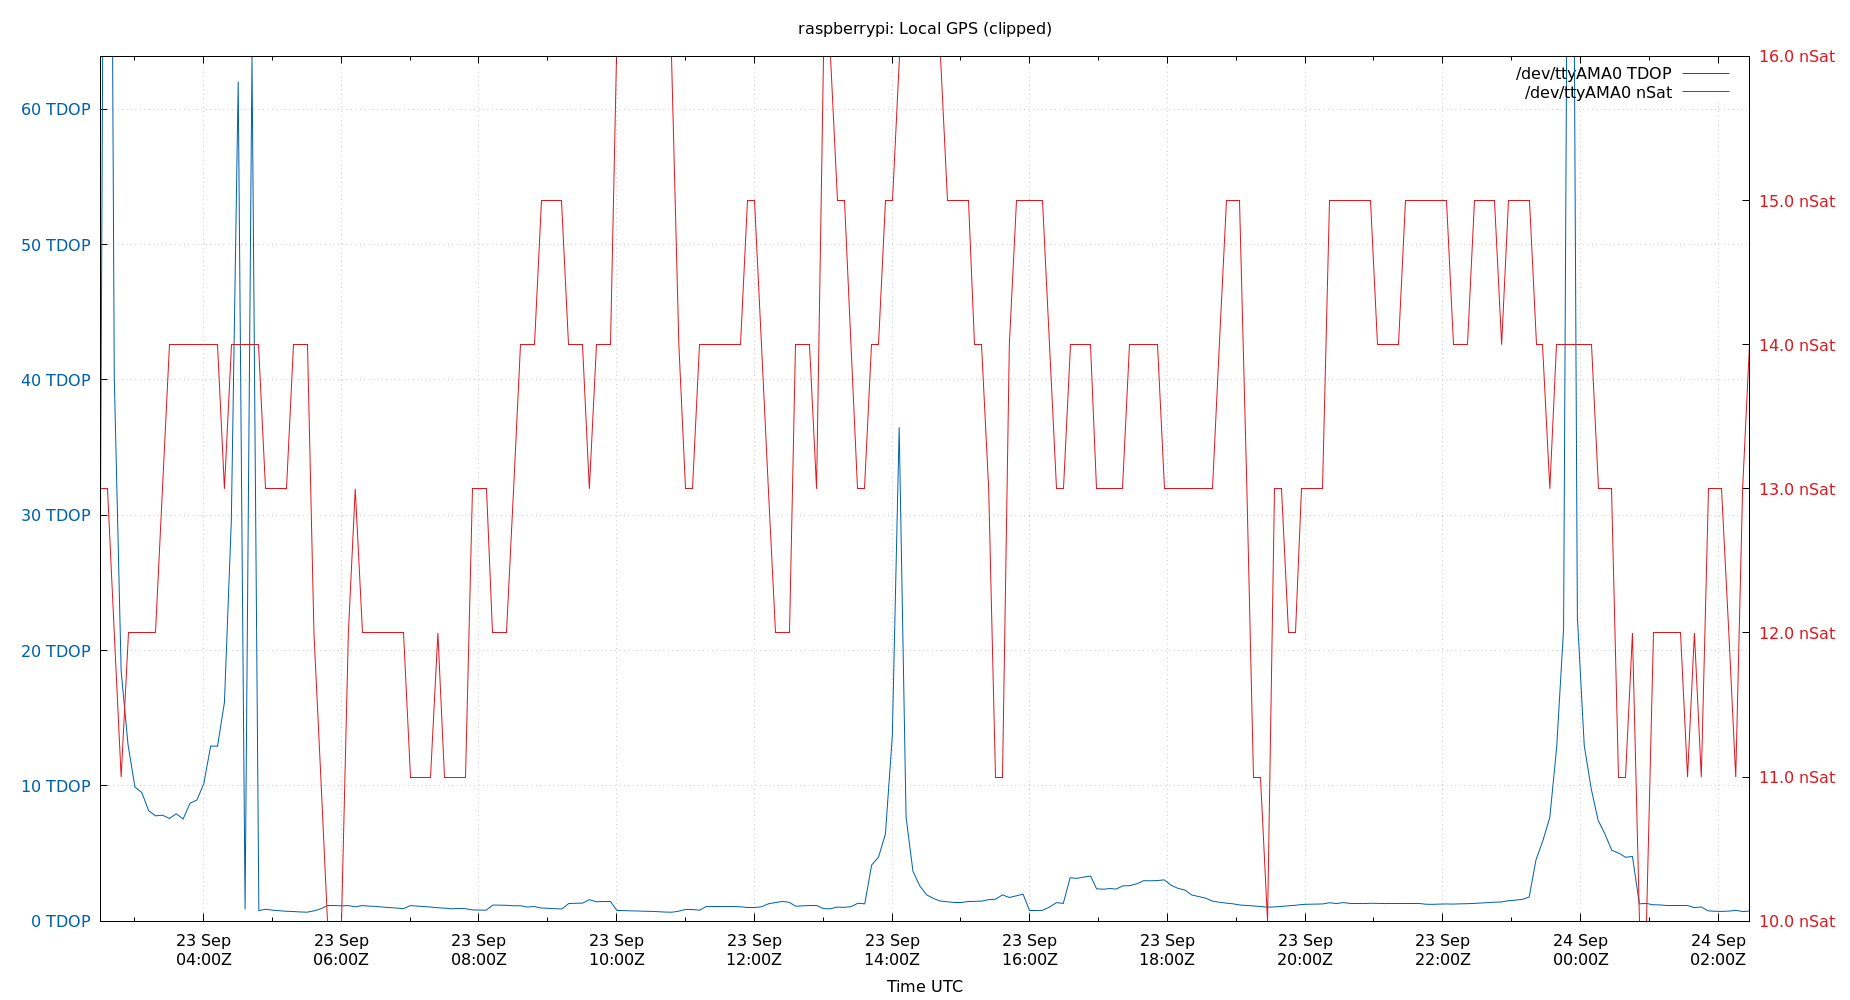 raspberrypi: Local GPS (clipped)
/dev/ttyAMA0 TDOP
/dev/ttyAMA0 nSat
60 TDOP
50 TDOP
40 TDOP
30 TDOP
20 TDOP
10 TDOP
0 TDOP
16.0 nSat
15.0 nSat
14.0 nSat
13.0 nSat
12.0 nSat
11.0 nSat
10.0 nSat
23 Sep
04:00Z
23 Sep
06:00Z
23 Sep
08:00Z
23 Sep
10:00Z
23 Sep
12:00Z
23 Sep
14:00Z
23 Sep
16:00Z
23 Sep
18:00Z
23 Sep
20:00Z
23 Sep
22:00Z
24 Sep
00:00Z
24 Sep
02:00Z
Time UTC